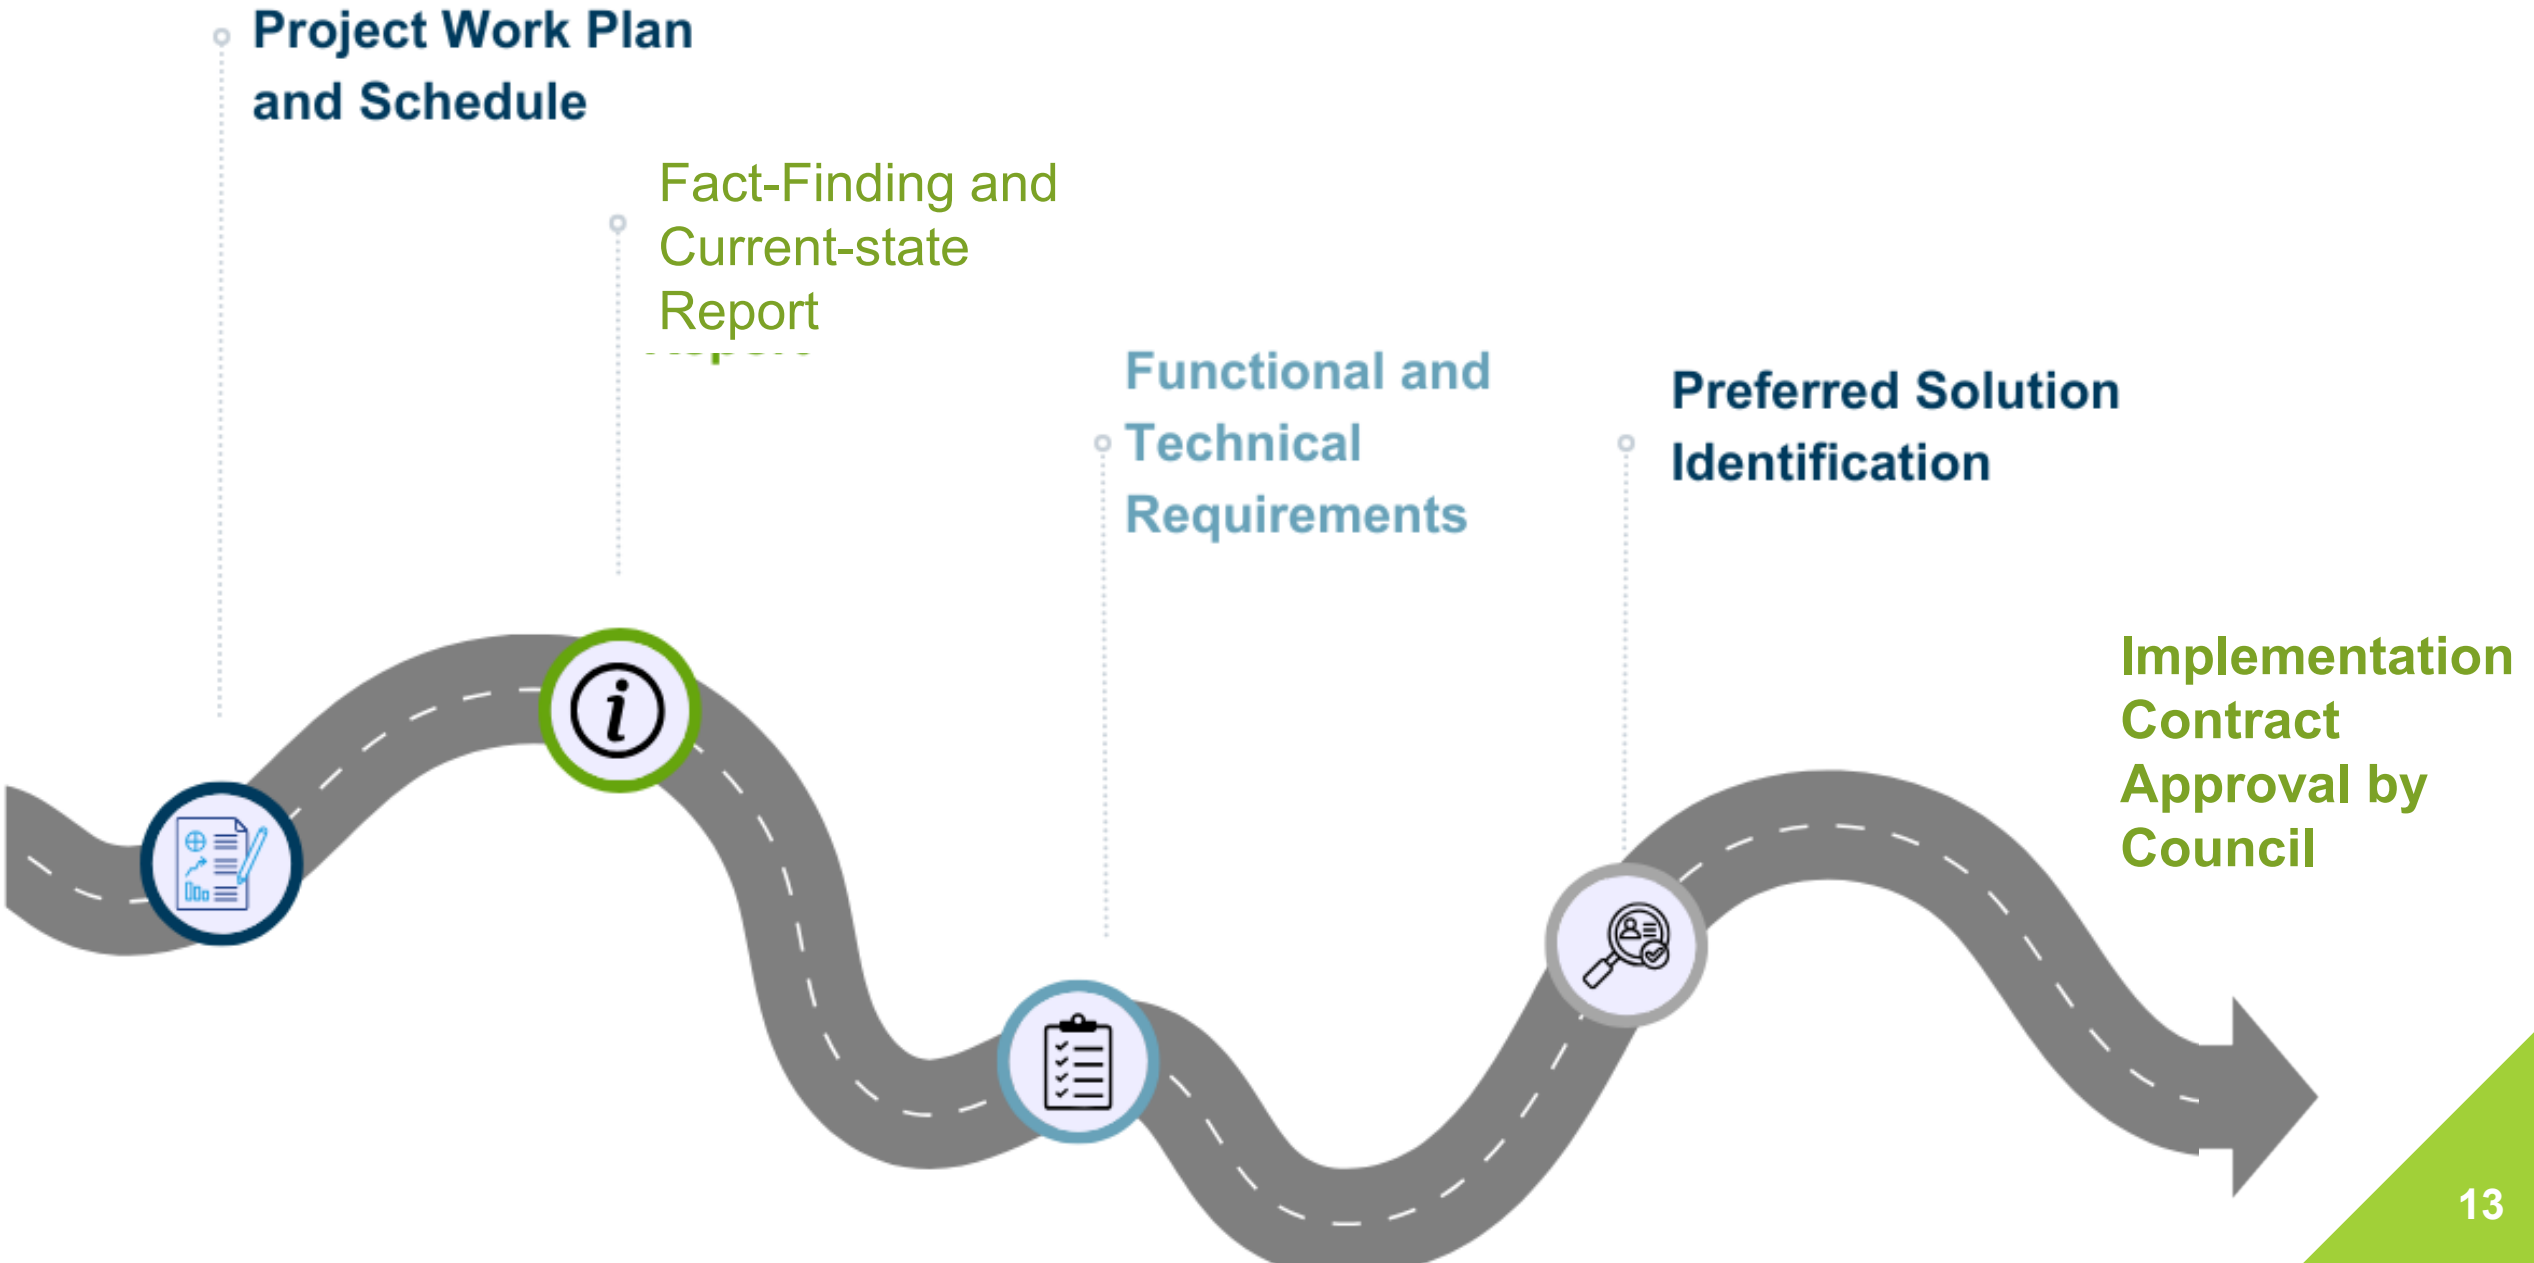 Project Work Plan
and Schedule
Fact-Finding and
Current-state
Report
Functional and
Technical
Requirements
Preferred Solution
Identification
Implementation
Contract
Approval by
Council
13